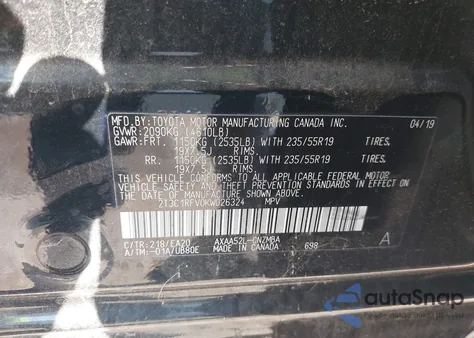 MFD.BY:TOYOTA MOTOR MANUFACTURING CANADA INC. 04/19
GVWR:2090KG (4610LB)
GAWR:FRT. 1150KG (2535LB) WITH 235/55R19 TIRES.
19X7.5J RIMS.
RR. 1150KG (2535LB) WITH 235/55R19 TIRES.
19X7.5J RIMS.
THIS VEHICLE CONFORMS TO ALL APPLICABLE FEDERAL MOTOR
VEHICLE SAFETY AND THEFT PREVENTION STANDARDS IN EFFECT ON
THE DATE OF MANUFACTURE SHOWN ABOVE.
2T3C1RFV0KW026324 MPV
C/TR:218/EA20 AXAA52L-ANZMBA A
A/TM:-01A/UB80E MADE IN CANADA 698
autoSnap